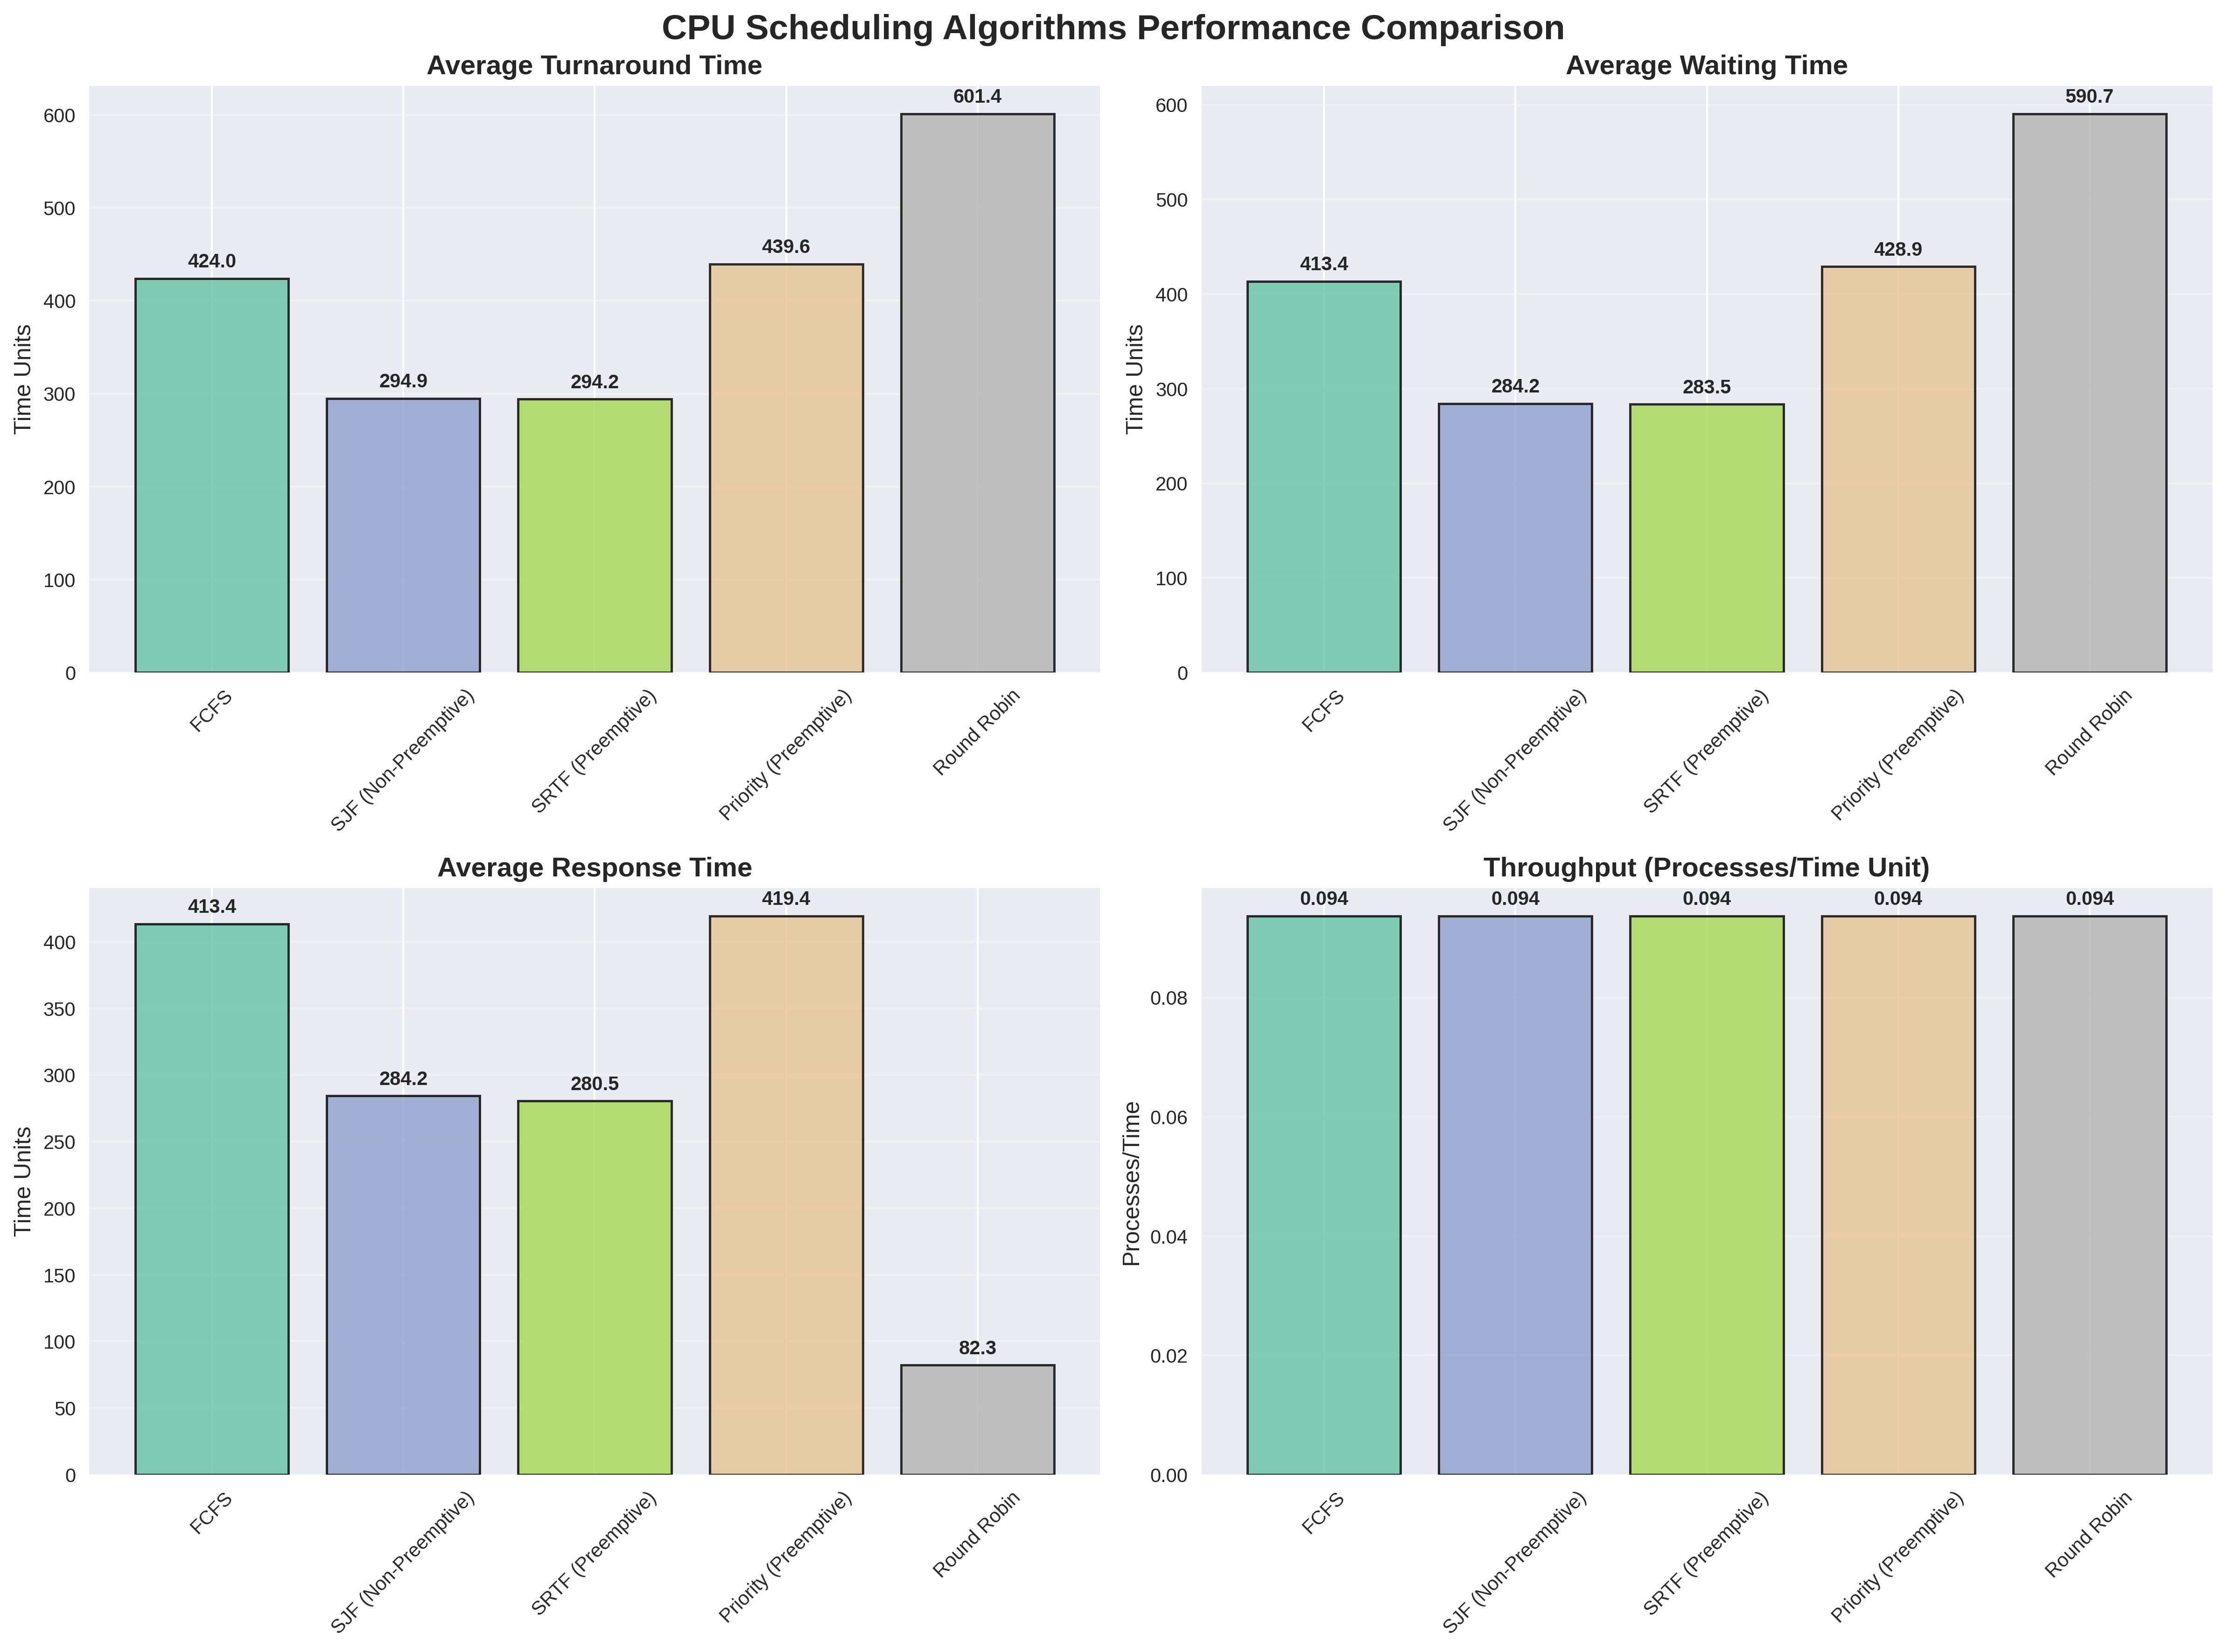 CPU Scheduling Algorithms Performance Comparison
Average Turnaround Time
Time Units
600
500
400
300
200
100
0
424.0
294.9
294.2
439.6
601.4
FCFS
SJF (Non-Preemptive)
SRTF (Preemptive)
Priority (Preemptive)
Round Robin
Average Waiting Time
Time Units
600
500
400
300
200
100
0
413.4
284.2
283.5
428.9
590.7
FCFS
SJF (Non-Preemptive)
SRTF (Preemptive)
Priority (Preemptive)
Round Robin
Average Response Time
Time Units
400
350
300
250
200
150
100
50
0
413.4
284.2
280.5
419.4
82.3
FCFS
SJF (Non-Preemptive)
SRTF (Preemptive)
Priority (Preemptive)
Round Robin
Throughput (Processes/Time Unit)
Processes/Time
0.08
0.06
0.04
0.02
0.00
0.094
0.094
0.094
0.094
0.094
FCFS
SJF (Non-Preemptive)
SRTF (Preemptive)
Priority (Preemptive)
Round Robin